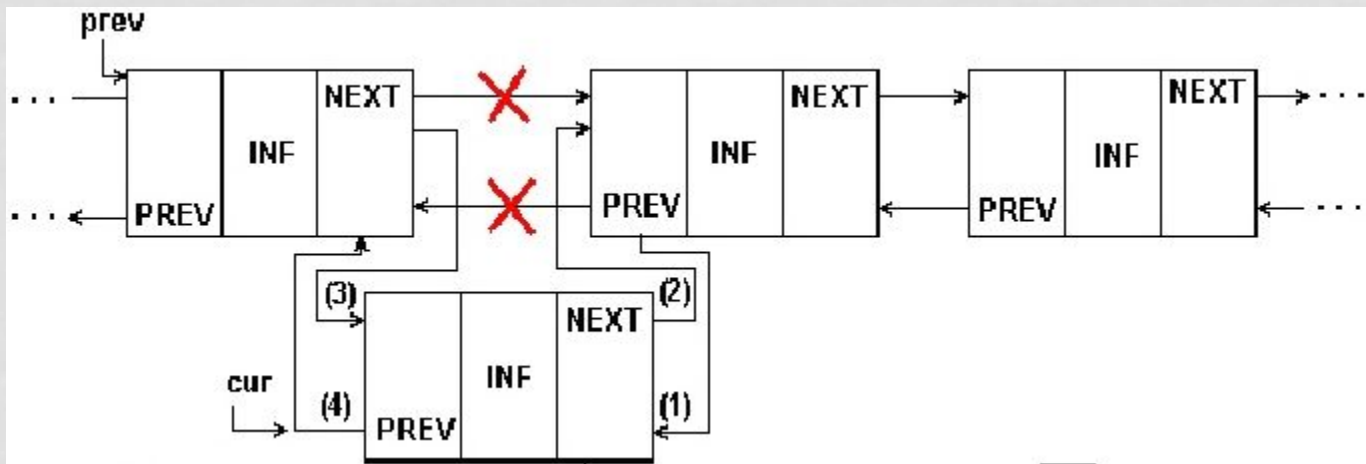 prev
NEXT
NEXT
NEXT
INF
INF
INF
PREV
PREV
PREV
(3)
(2)
NEXT
INF
cur
(4)
(1)
PREV